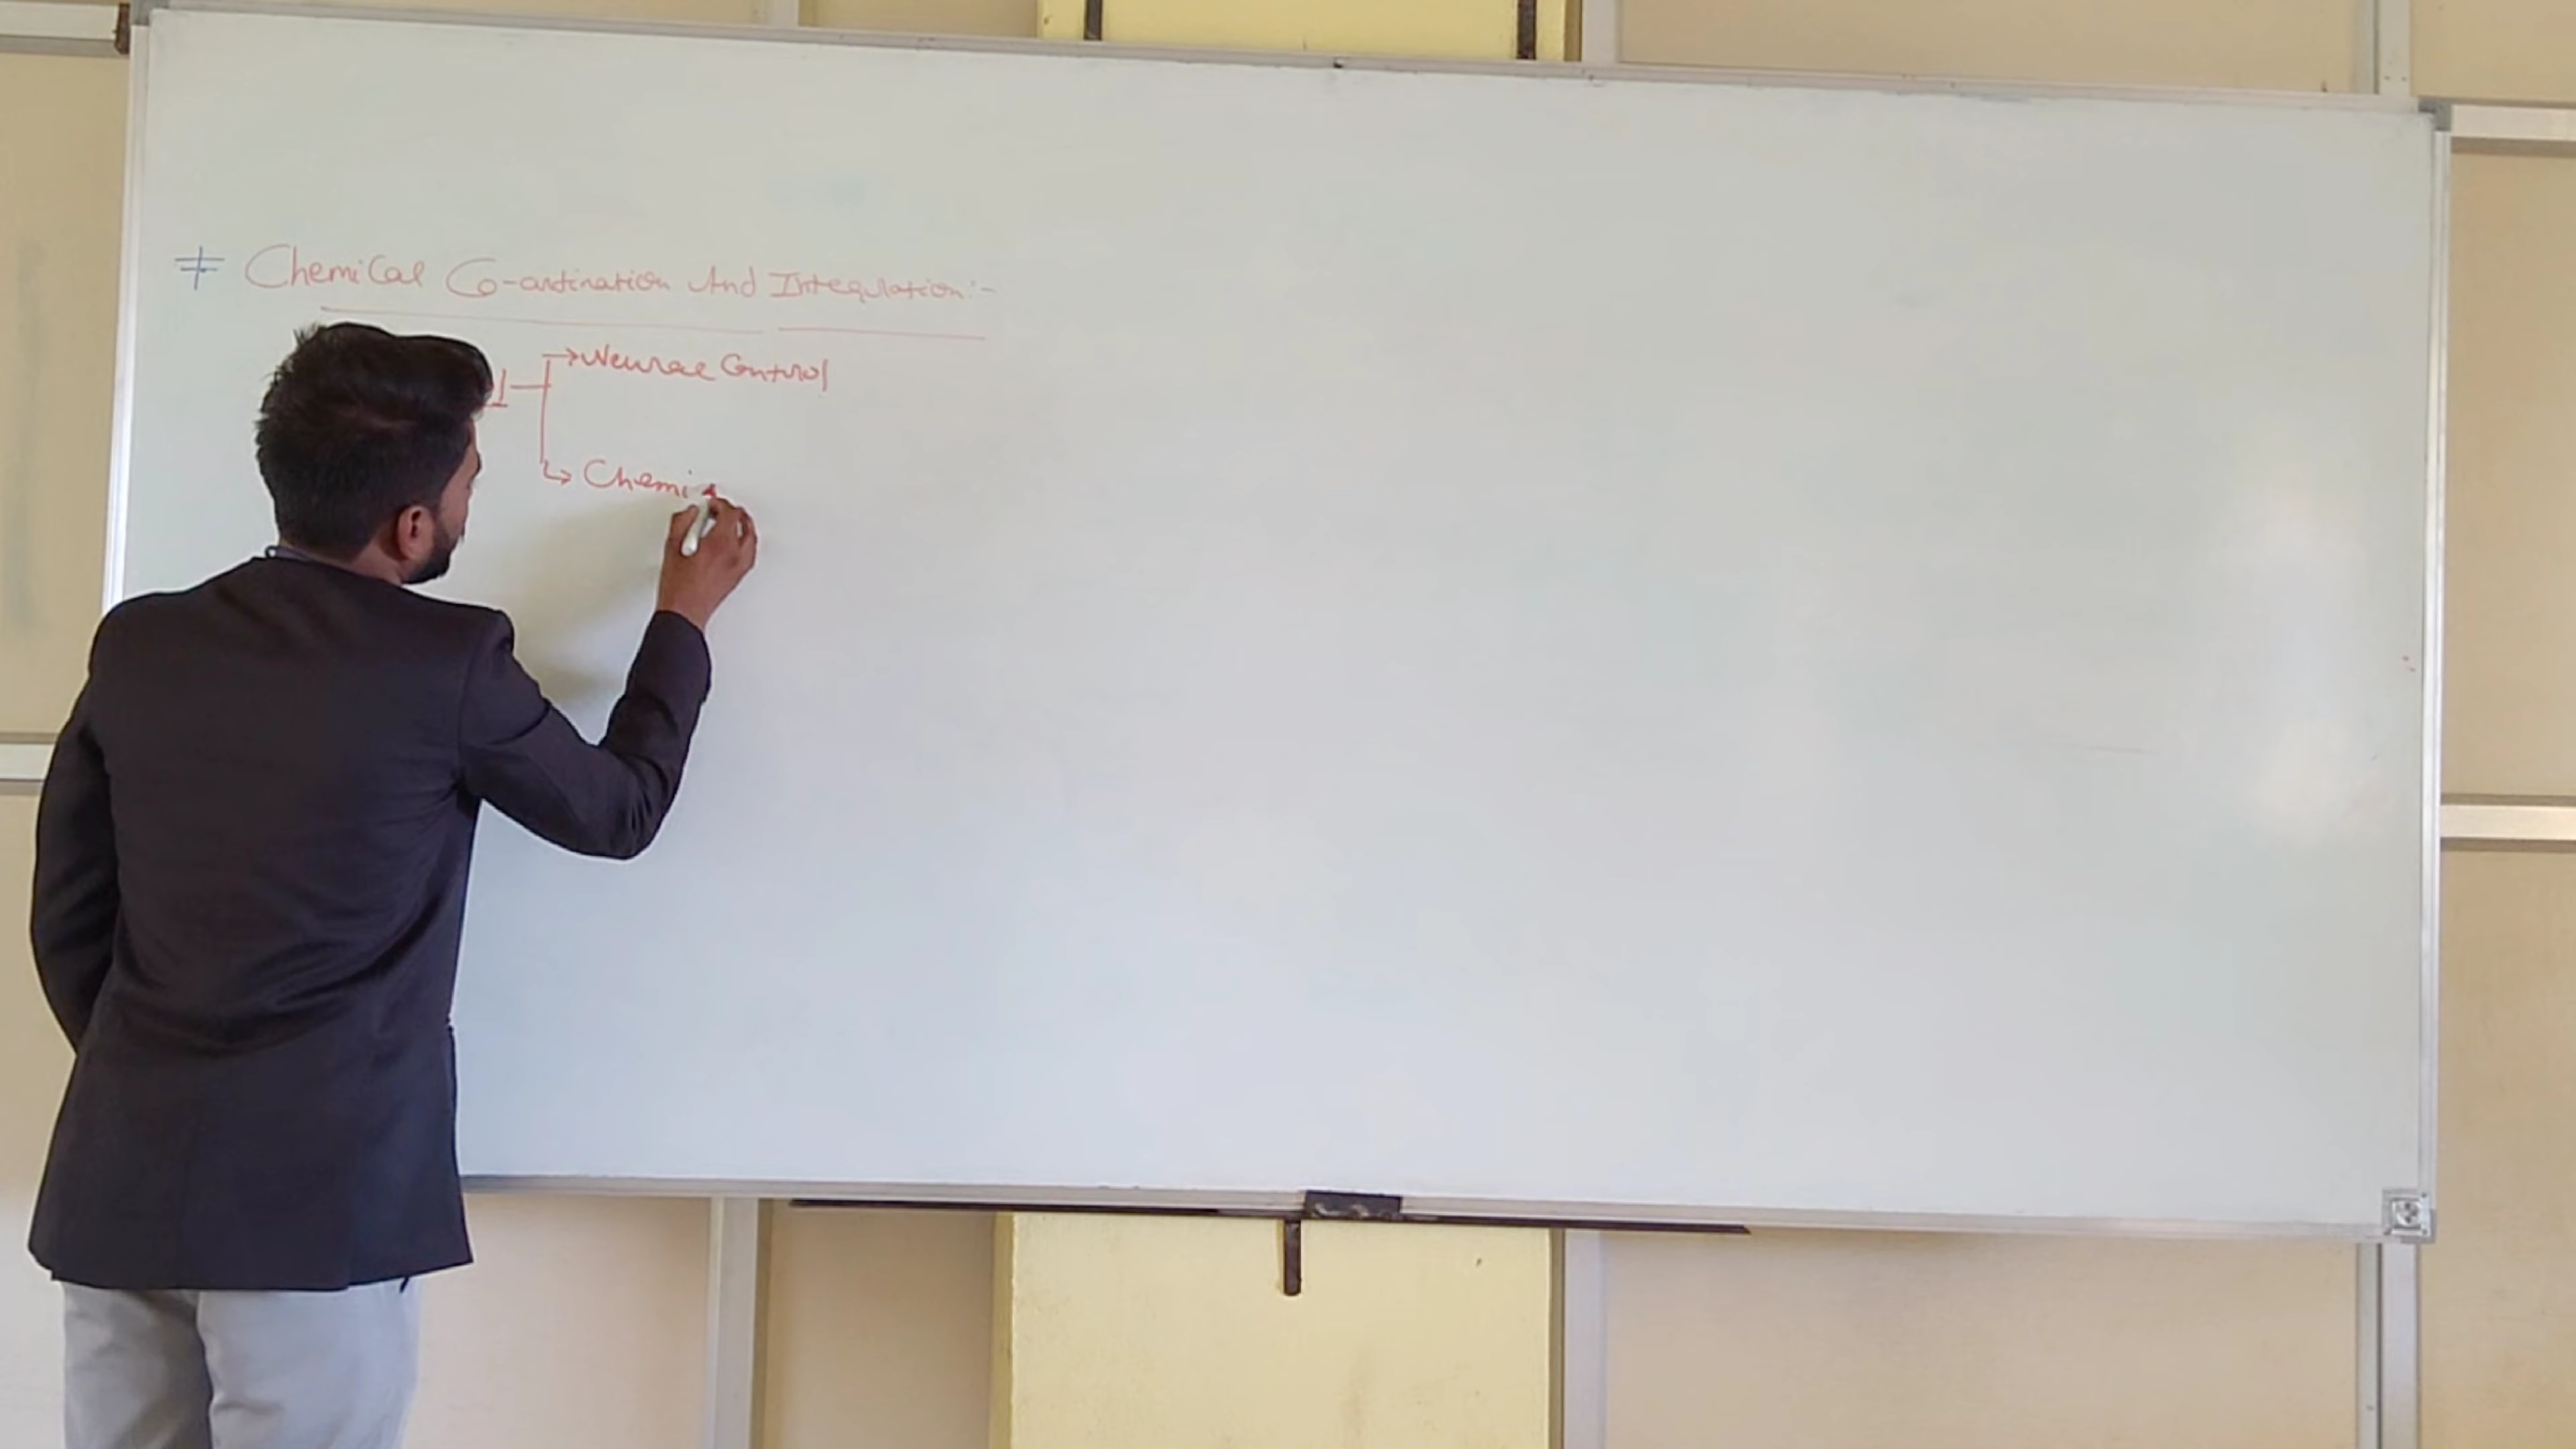 # Chemical Co-ordination And Integration:-
→ Neural Control
↳ Chemi